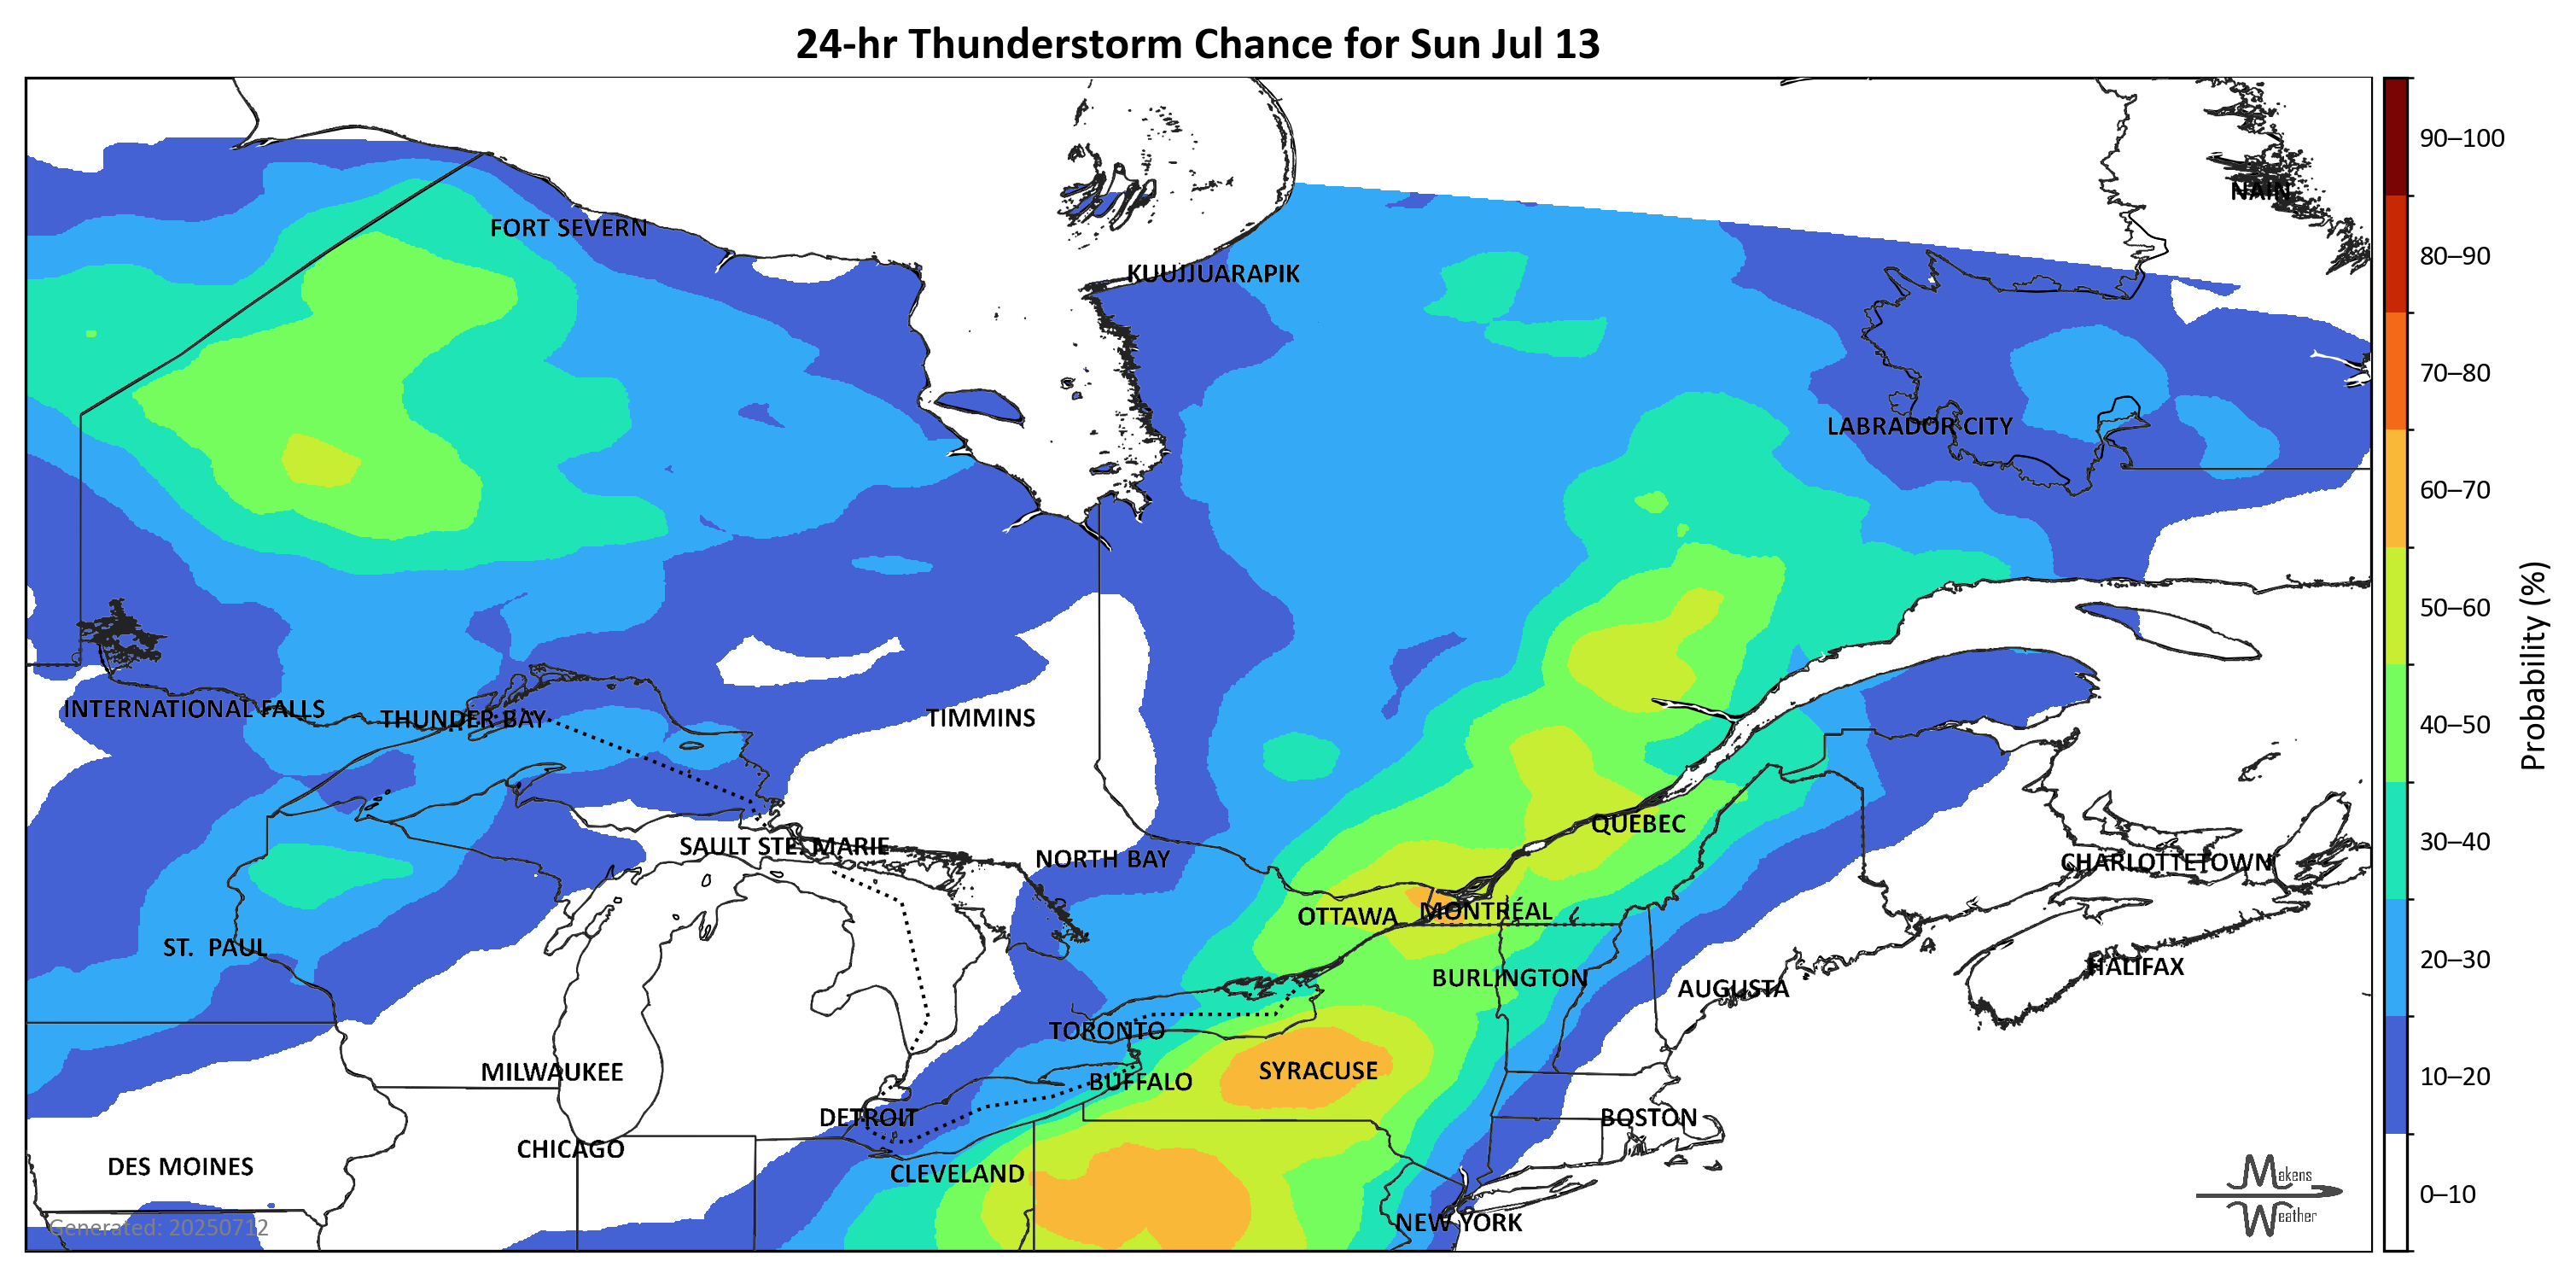 24-hr Thunderstorm Chance for Sun Jul 13
90–100
NAIN
FORT SEVERN
80–90
KUUJJUARAPIK
70–80
LABRADOR CITY
60–70
50–60
Probability (%)
INTERNATIONAL FALLS
THUNDER BAY
TIMMINS
40–50
QUEBEC
SAULT STE. MARIE
30–40
NORTH BAY
CHARLOTTETOWN
OTTAWA
MONTRÉAL
ST. PAUL
20–30
HALIFAX
BURLINGTON
AUGUSTA
TORONTO
MILWAUKEE
SYRACUSE
10–20
BUFFALO
DETROIT
BOSTON
CHICAGO
DES MOINES
CLEVELAND
Makens
Weather
0–10
NEW YORK
Generated: 20250712